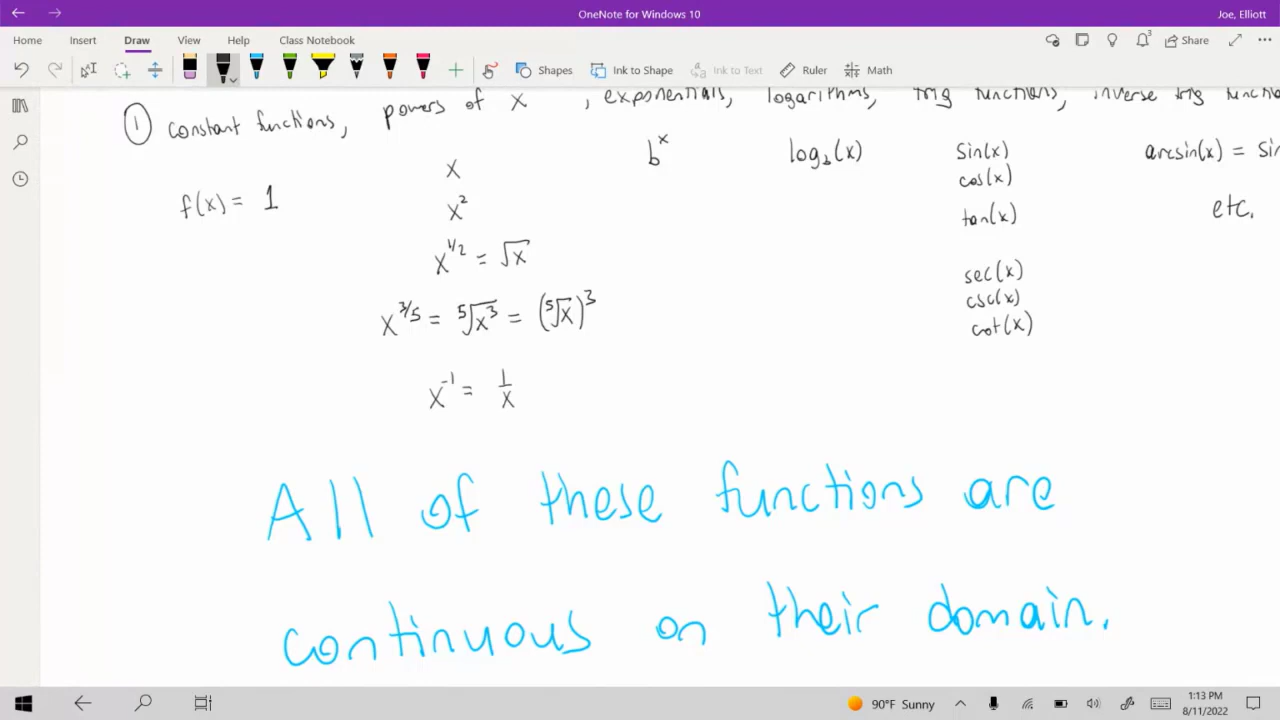 OneNote for Windows 10
Joe, Elliott
Home Insert Draw View Help Class Notebook
Share
Shapes Ink to Shape Ink to Text Ruler Math
① constant functions, powers of x , exponentials, logarithms, trig functions, inverse trig functio
f(x) = 1
x
x²
x^1/2 = √x
x^3/5 = ⁵√x³ = (⁵√x)³
x⁻¹ = 1/x
b^x
log_b(x)
sin(x)
cos(x)
tan(x)
sec(x)
csc(x)
cot(x)
arcsin(x) = sin
etc.
All of these functions are
continuous on their domain.
90°F Sunny
1:13 PM
8/11/2022